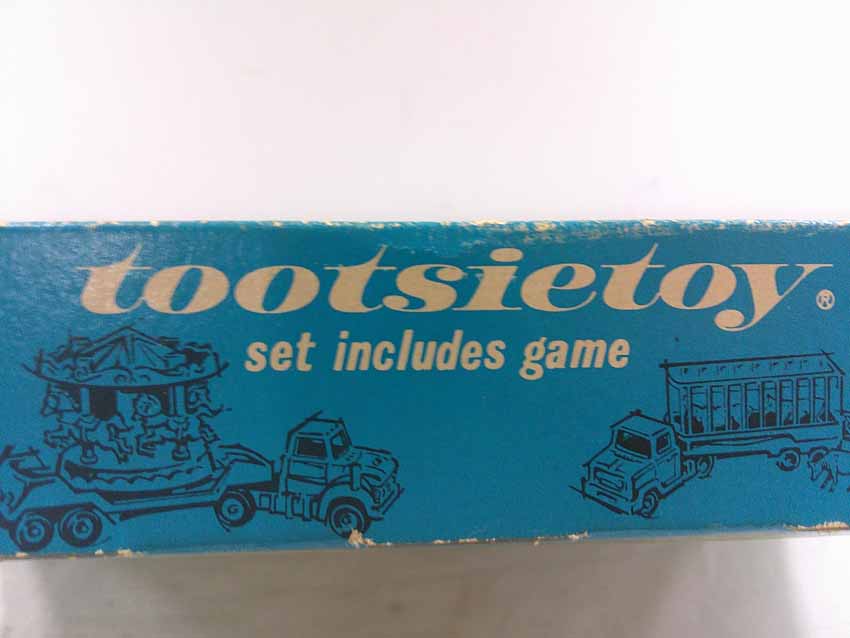 tootsietoy®
set includes game